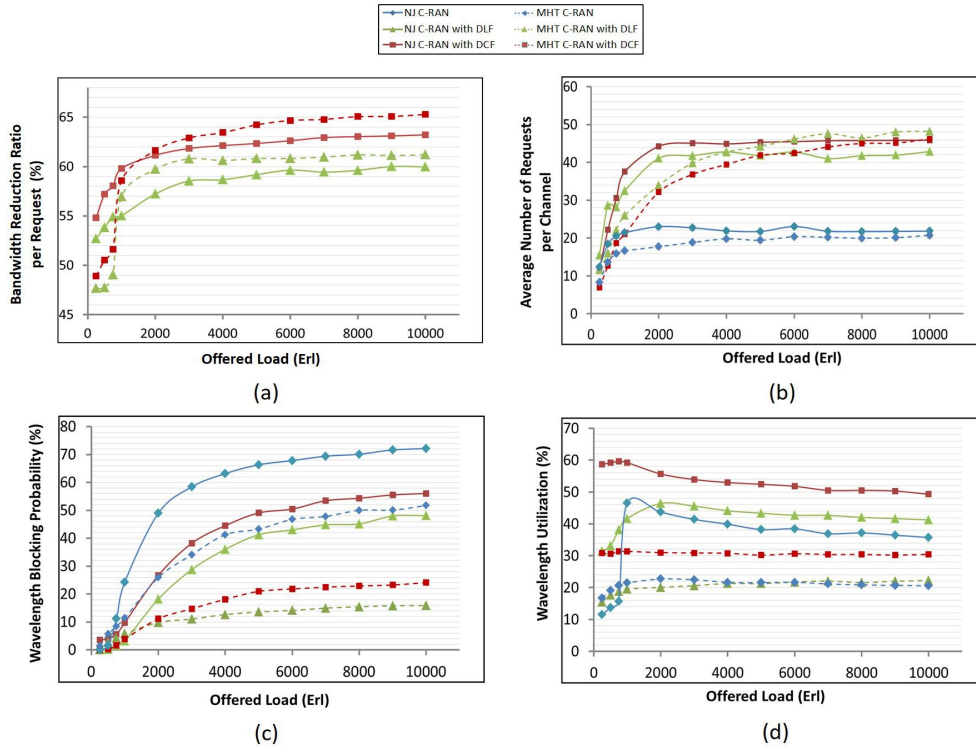 NJ C-RAN
MHT C-RAN
NJ C-RAN with DLF
MHT C-RAN with DLF
NJ C-RAN with DCF
MHT C-RAN with DCF
Bandwidth Reduction Ratio
per Request (%)
65
60
55
50
45
0 2000 4000 6000 8000 10000
Offered Load (Erl)
(a)
Average Number of Requests
per Channel
60
50
40
30
20
10
0
0 2000 4000 6000 8000 10000
Offered Load (Erl)
(b)
Wavelength Blocking Probability (%)
80
70
60
50
40
30
20
10
0
0 2000 4000 6000 8000 10000
Offered Load (Erl)
(c)
Wavelength Utilization (%)
70
60
50
40
30
20
10
0
0 2000 4000 6000 8000 10000
Offered Load (Erl)
(d)